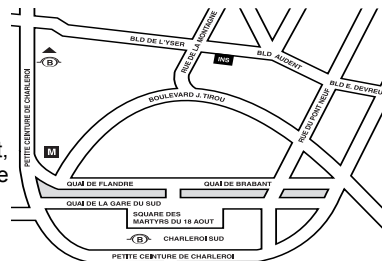 BLD DE L'YSER
RUE DE LA MONTAGNE
INS
BLD AUDENT
BLD E. DEVREU
B
PETITE CEINTURE DE CHARLEROI
BOULEVARD J. TIROU
RUE DU PONT NEUF
M
t,
e
QUAI DE FLANDRE
QUAI DE BRABANT
QUAI DE LA GARE DU SUD
SQUARE DES
MARTYRS DU 18 AOUT
B
CHARLEROI SUD
PETITE CEINTURE DE CHARLEROI